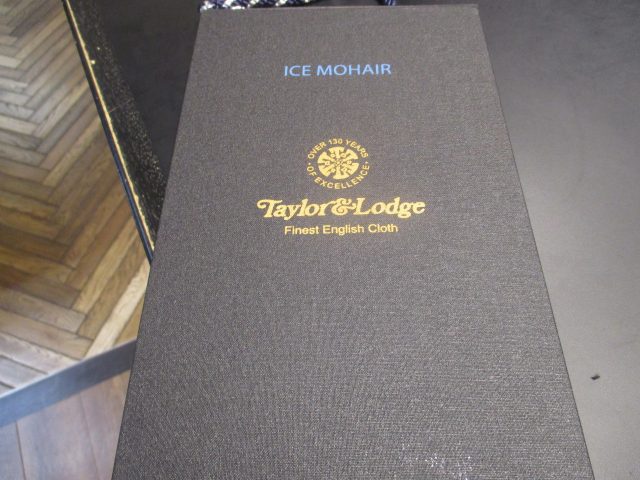 ICE MOHAIR
OVER 130 YEARS
OF EXCELLENCE
Taylor & Lodge
Finest English Cloth